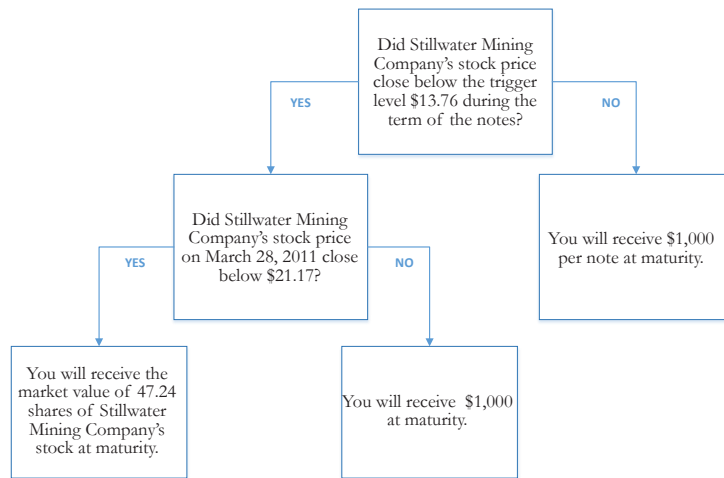 Did Stillwater Mining
Company's stock price
close below the trigger
level $13.76 during the
term of the notes?
YES
NO
Did Stillwater Mining
Company's stock price
on March 28, 2011 close
below $21.17?
You will receive $1,000
per note at maturity.
YES
NO
You will receive the
market value of 47.24
shares of Stillwater
Mining Company's
stock at maturity.
You will receive  $1,000
at maturity.